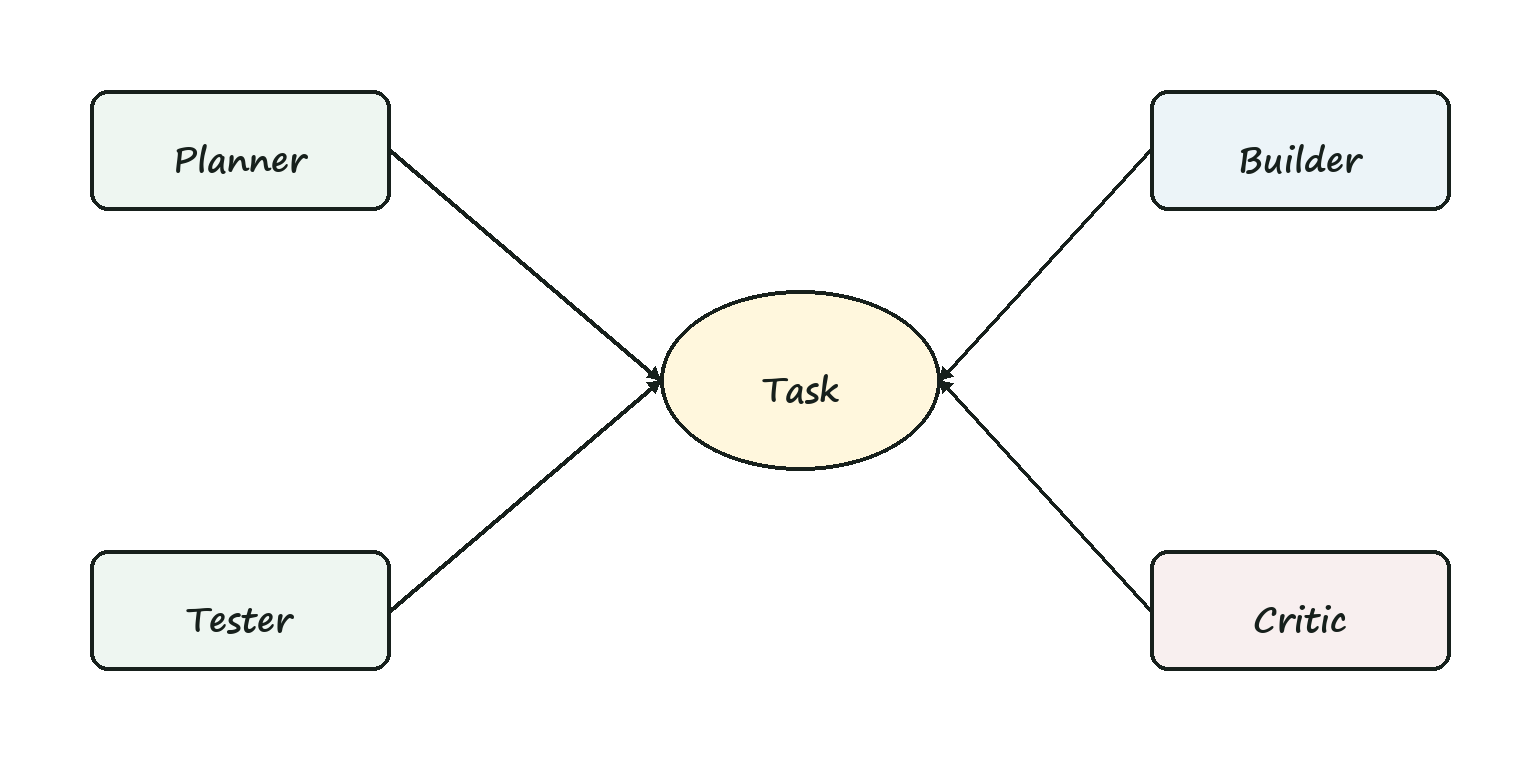 Planner
Builder
Task
Tester
Critic